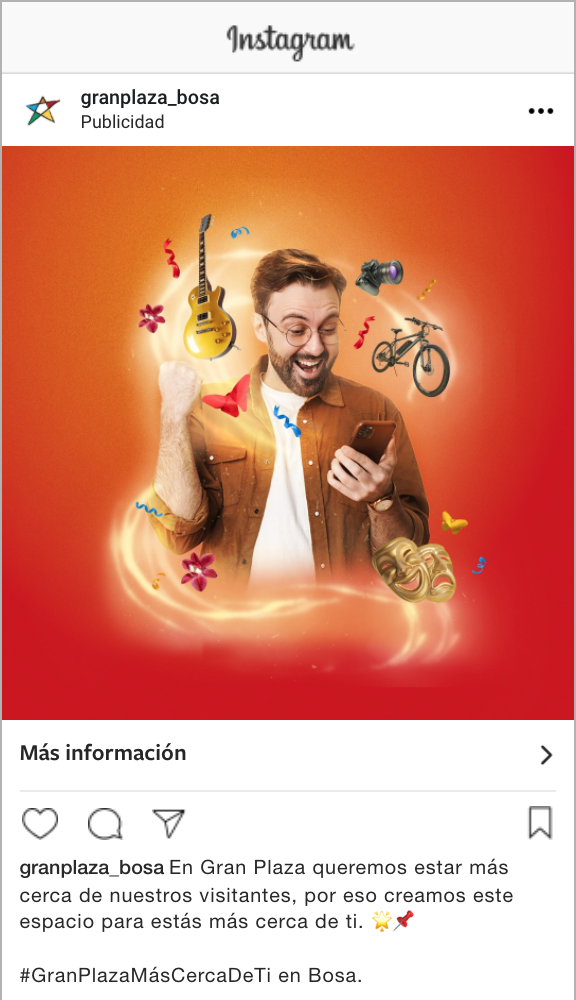 Instagram
granplaza_bosa
Publicidad
Más información
granplaza_bosa En Gran Plaza queremos estar más
cerca de nuestros visitantes, por eso creamos este
espacio para estás más cerca de ti. 🌟📌
#GranPlazaMásCercaDeTi en Bosa.